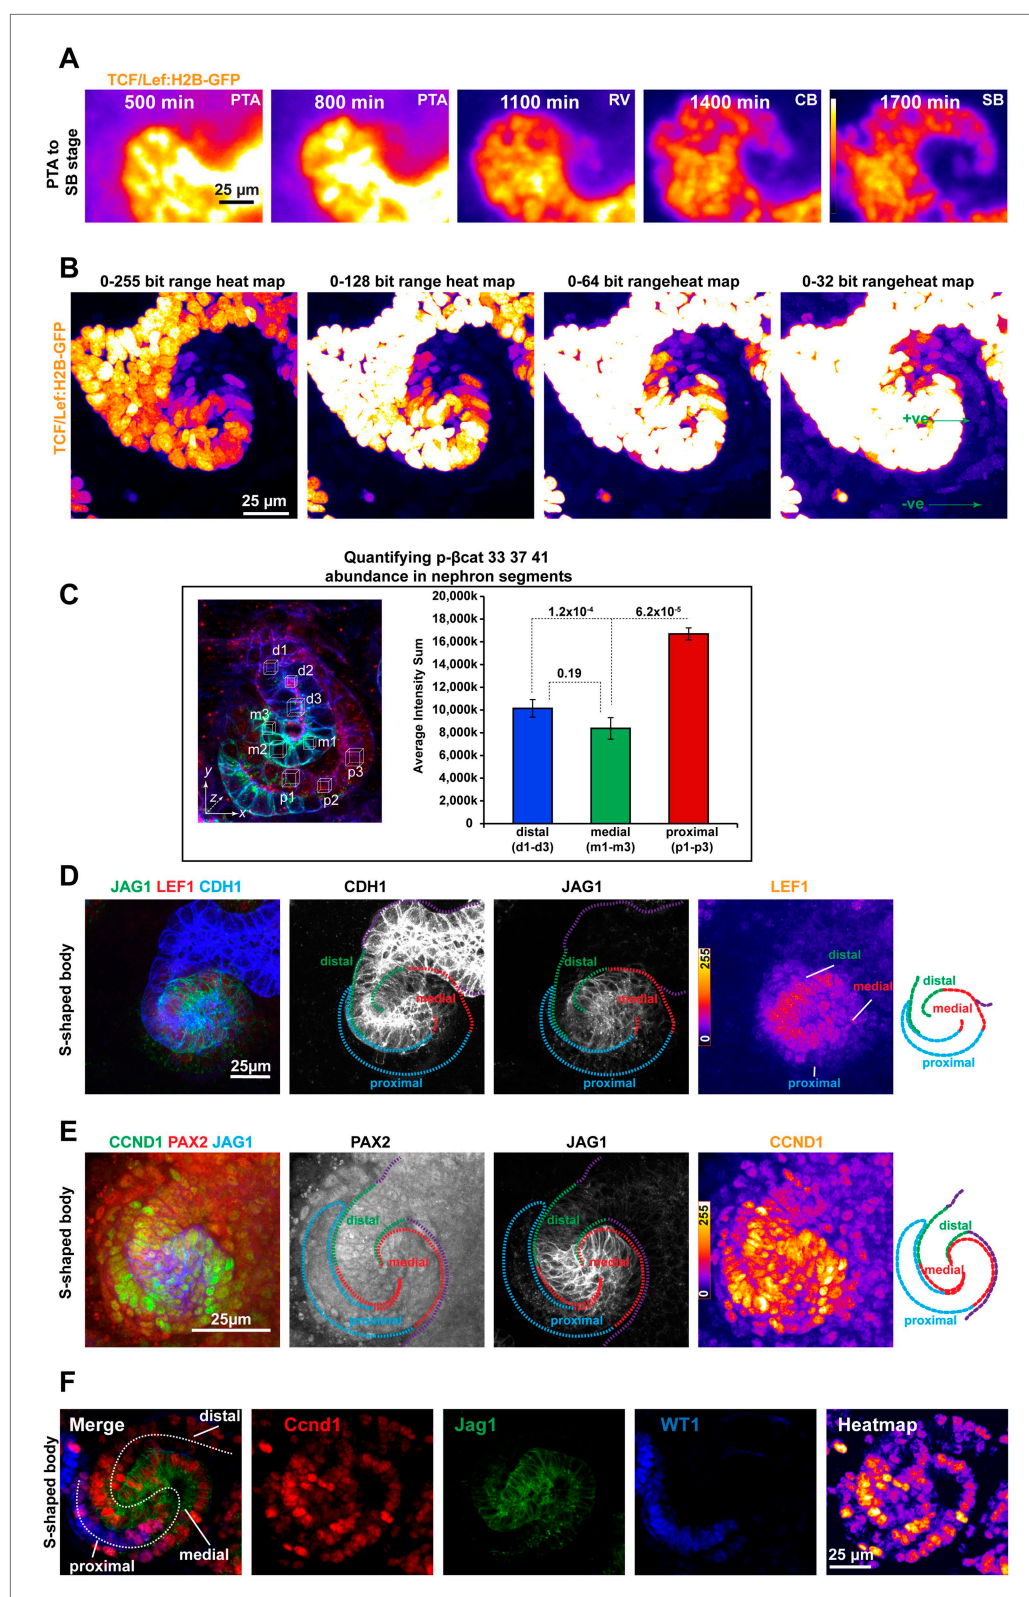 A
TCF/Lef:H2B-GFP
PTA to
SB stage
500 min PTA
25 µm
800 min PTA
1100 min RV
1400 min CB
1700 min SB
B
TCF/Lef:H2B-GFP
0-255 bit range heat map
0-128 bit range heat map
0-64 bit rangeheat map
0-32 bit rangeheat map
25 µm
+ve
-ve
Quantifying p-βcat 33 37 41
abundance in nephron segments
C
d1
d2
d3
m3
m2
m1
p3
p1
p2
y
z
x
Average Intensity Sum
20,000k
18,000k
16,000k
14,000k
12,000k
10,000k
8,000k
6,000k
4,000k
2,000k
0
1.2x10-4
6.2x10-5
0.19
distal
(d1-d3)
medial
(m1-m3)
proximal
(p1-p3)
D
S-shaped body
JAG1 LEF1 CDH1
25µm
CDH1
distal
medial
proximal
JAG1
distal
medial
proximal
LEF1
255
0
distal
medial
proximal
distal
medial
proximal
E
S-shaped body
CCND1 PAX2 JAG1
25µm
PAX2
distal
medial
proximal
JAG1
distal
medial
proximal
CCND1
255
0
distal
medial
proximal
F
S-shaped body
Merge
distal
medial
proximal
Ccnd1
Jag1
WT1
Heatmap
25 µm